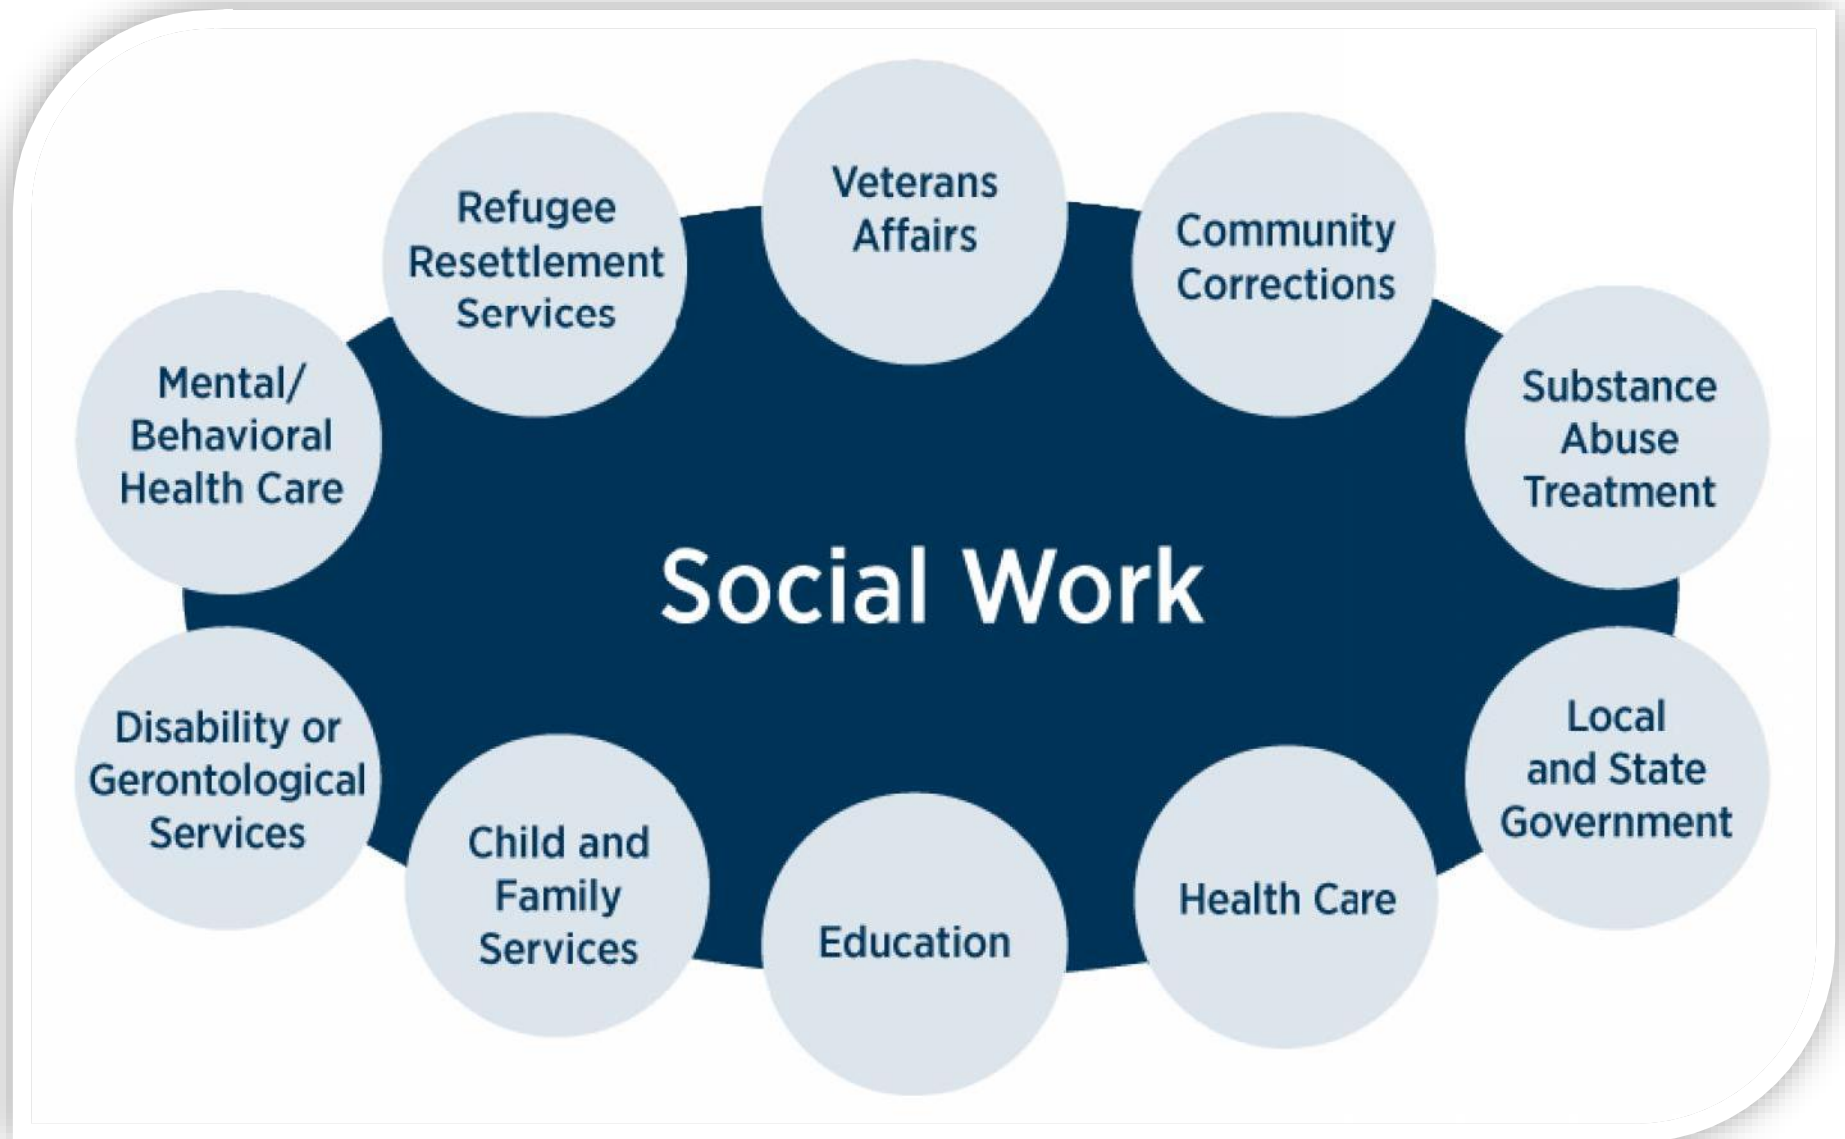 Veterans
Affairs
Refugee
Resettlement
Services
Community
Corrections
Mental/
Behavioral
Health Care
Substance
Abuse
Treatment
Social Work
Disability or
Gerontological
Services
Local
and State
Government
Child and
Family
Services
Education
Health Care